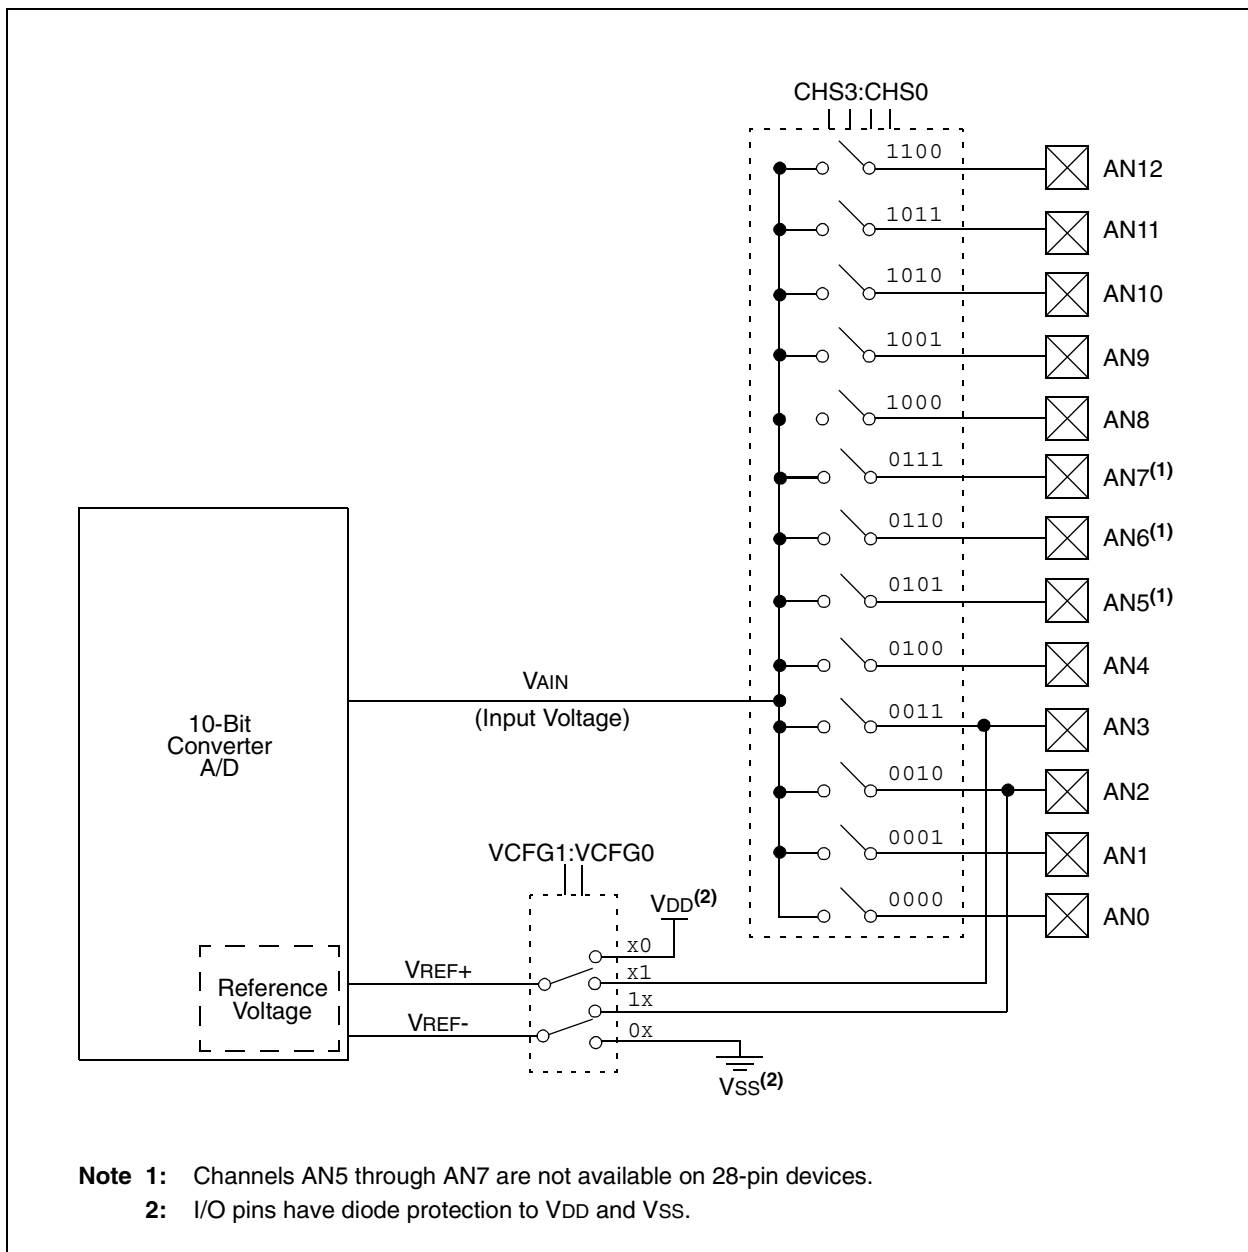 CHS3:CHS0
1100
AN12
1011
AN11
1010
AN10
1001
AN9
1000
AN8
0111
AN7(1)
0110
AN6(1)
0101
AN5(1)
0100
AN4
VAIN
(Input Voltage)
10-Bit
Converter
A/D
0011
AN3
0010
AN2
0001
AN1
0000
AN0
VCFG1:VCFG0
VDD(2)
x0
x1
1x
0x
VREF+
VREF-
Reference
Voltage
VSS(2)
Note 1: Channels AN5 through AN7 are not available on 28-pin devices.
2: I/O pins have diode protection to VDD and VSS.